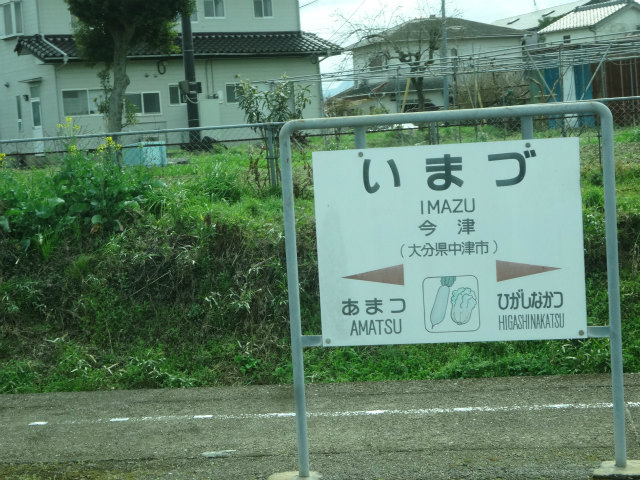 いまづ
IMAZU
今津
（大分県中津市）
あまつ
AMATSU
ひがしなかつ
HIGASHINAKATSU